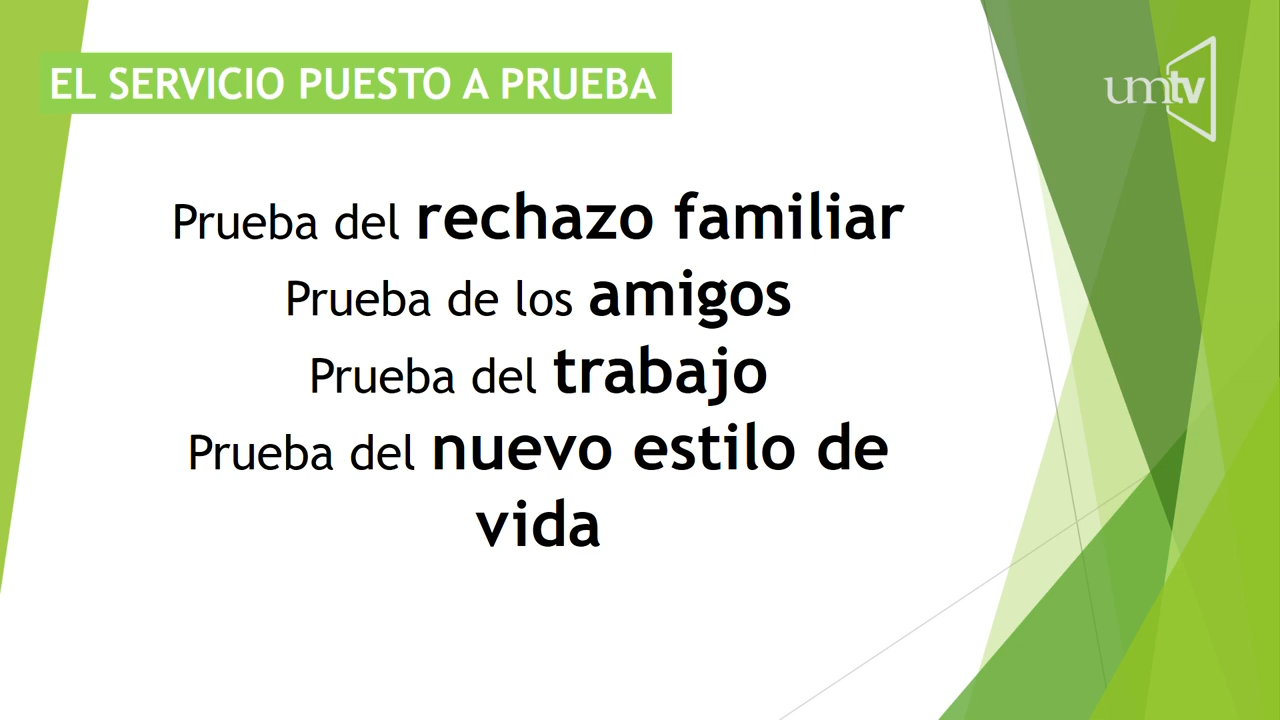 EL SERVICIO PUESTO A PRUEBA
umtv
Prueba del rechazo familiar
Prueba de los amigos
Prueba del trabajo
Prueba del nuevo estilo de
vida